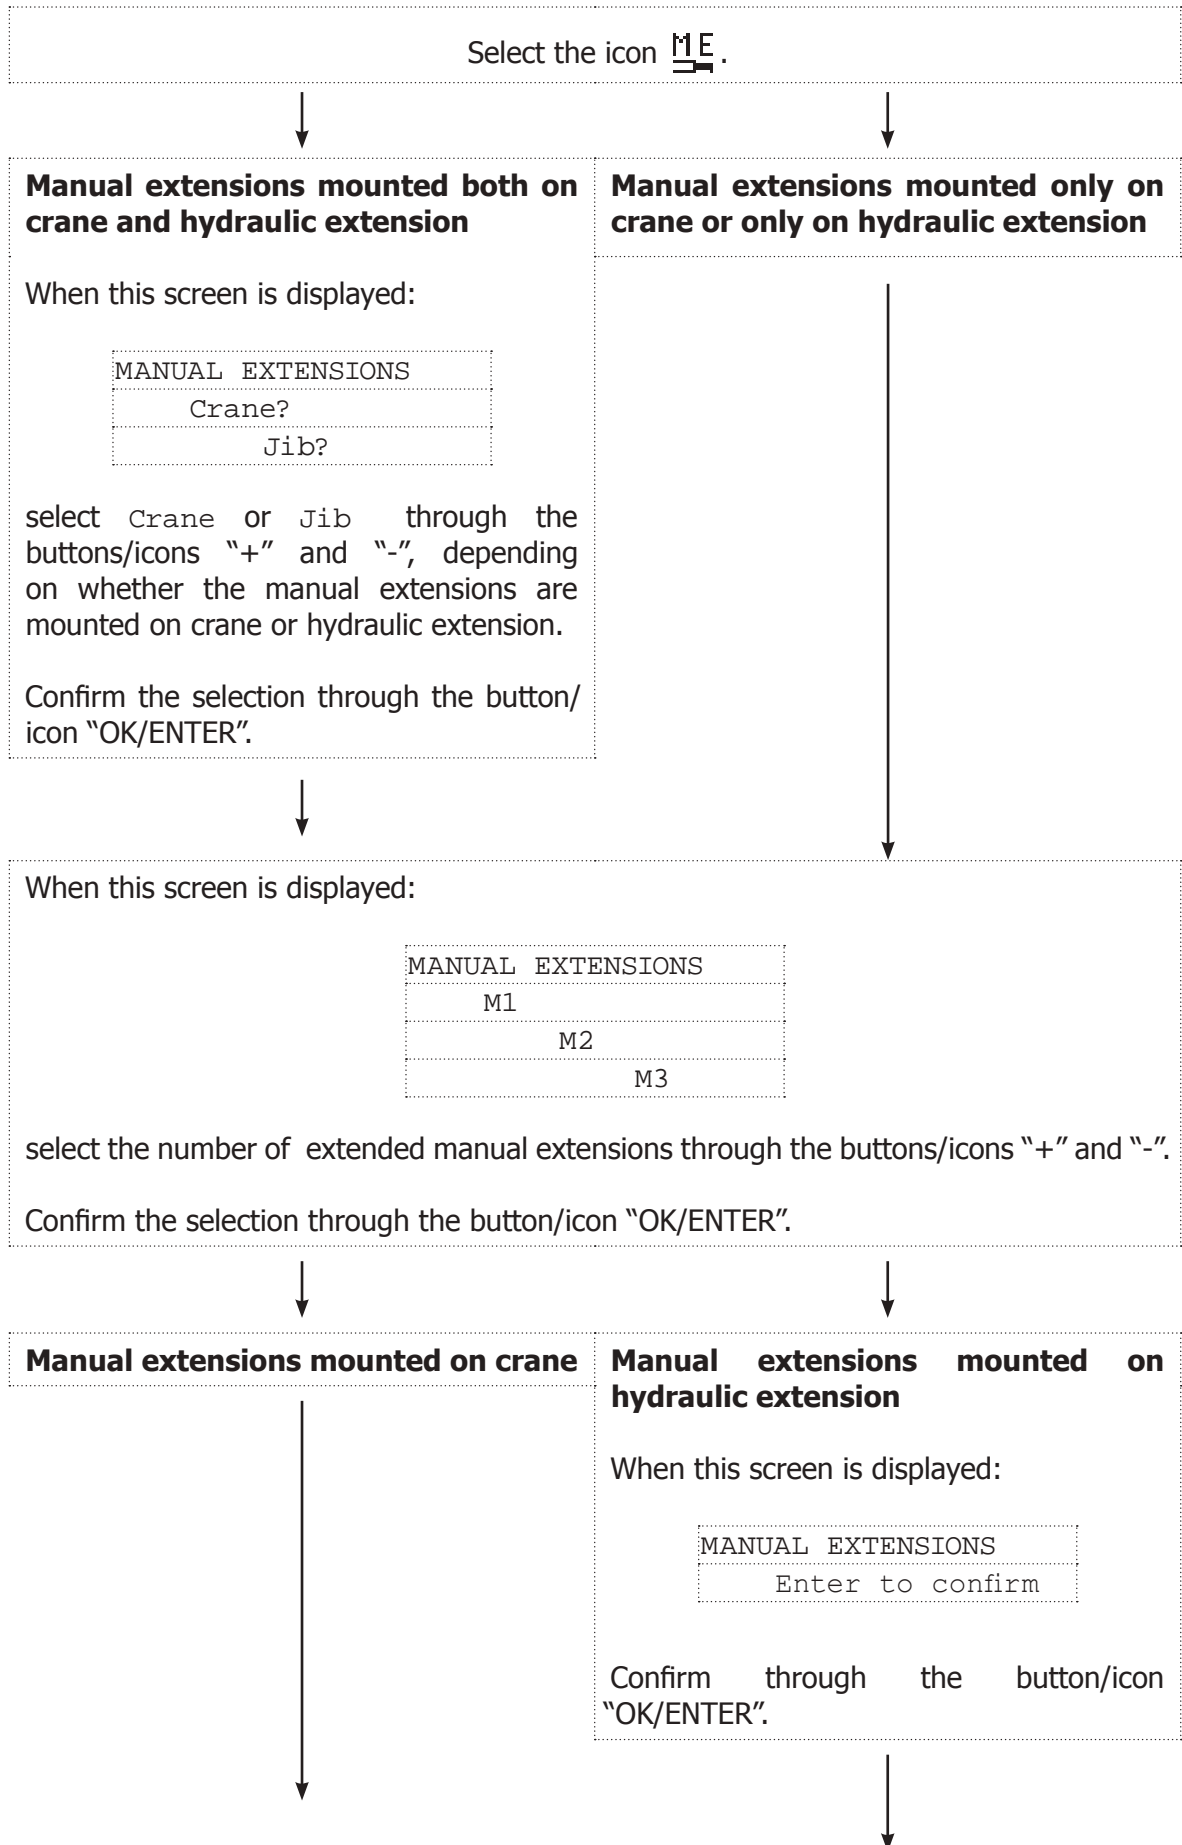 Select the icon ME.
Manual extensions mounted both on
crane and hydraulic extension
When this screen is displayed:
MANUAL EXTENSIONS
Crane?
Jib?
select Crane or Jib through the
buttons/icons “+” and “-”, depending
on whether the manual extensions are
mounted on crane or hydraulic extension.
Confirm the selection through the button/
icon “OK/ENTER”.
Manual extensions mounted only on
crane or only on hydraulic extension
When this screen is displayed:
MANUAL EXTENSIONS
M1
M2
M3
select the number of extended manual extensions through the buttons/icons “+” and “-”.
Confirm the selection through the button/icon “OK/ENTER”.
Manual extensions mounted on crane
Manual extensions mounted on
hydraulic extension
When this screen is displayed:
MANUAL EXTENSIONS
Enter to confirm
Confirm through the button/icon
“OK/ENTER”.